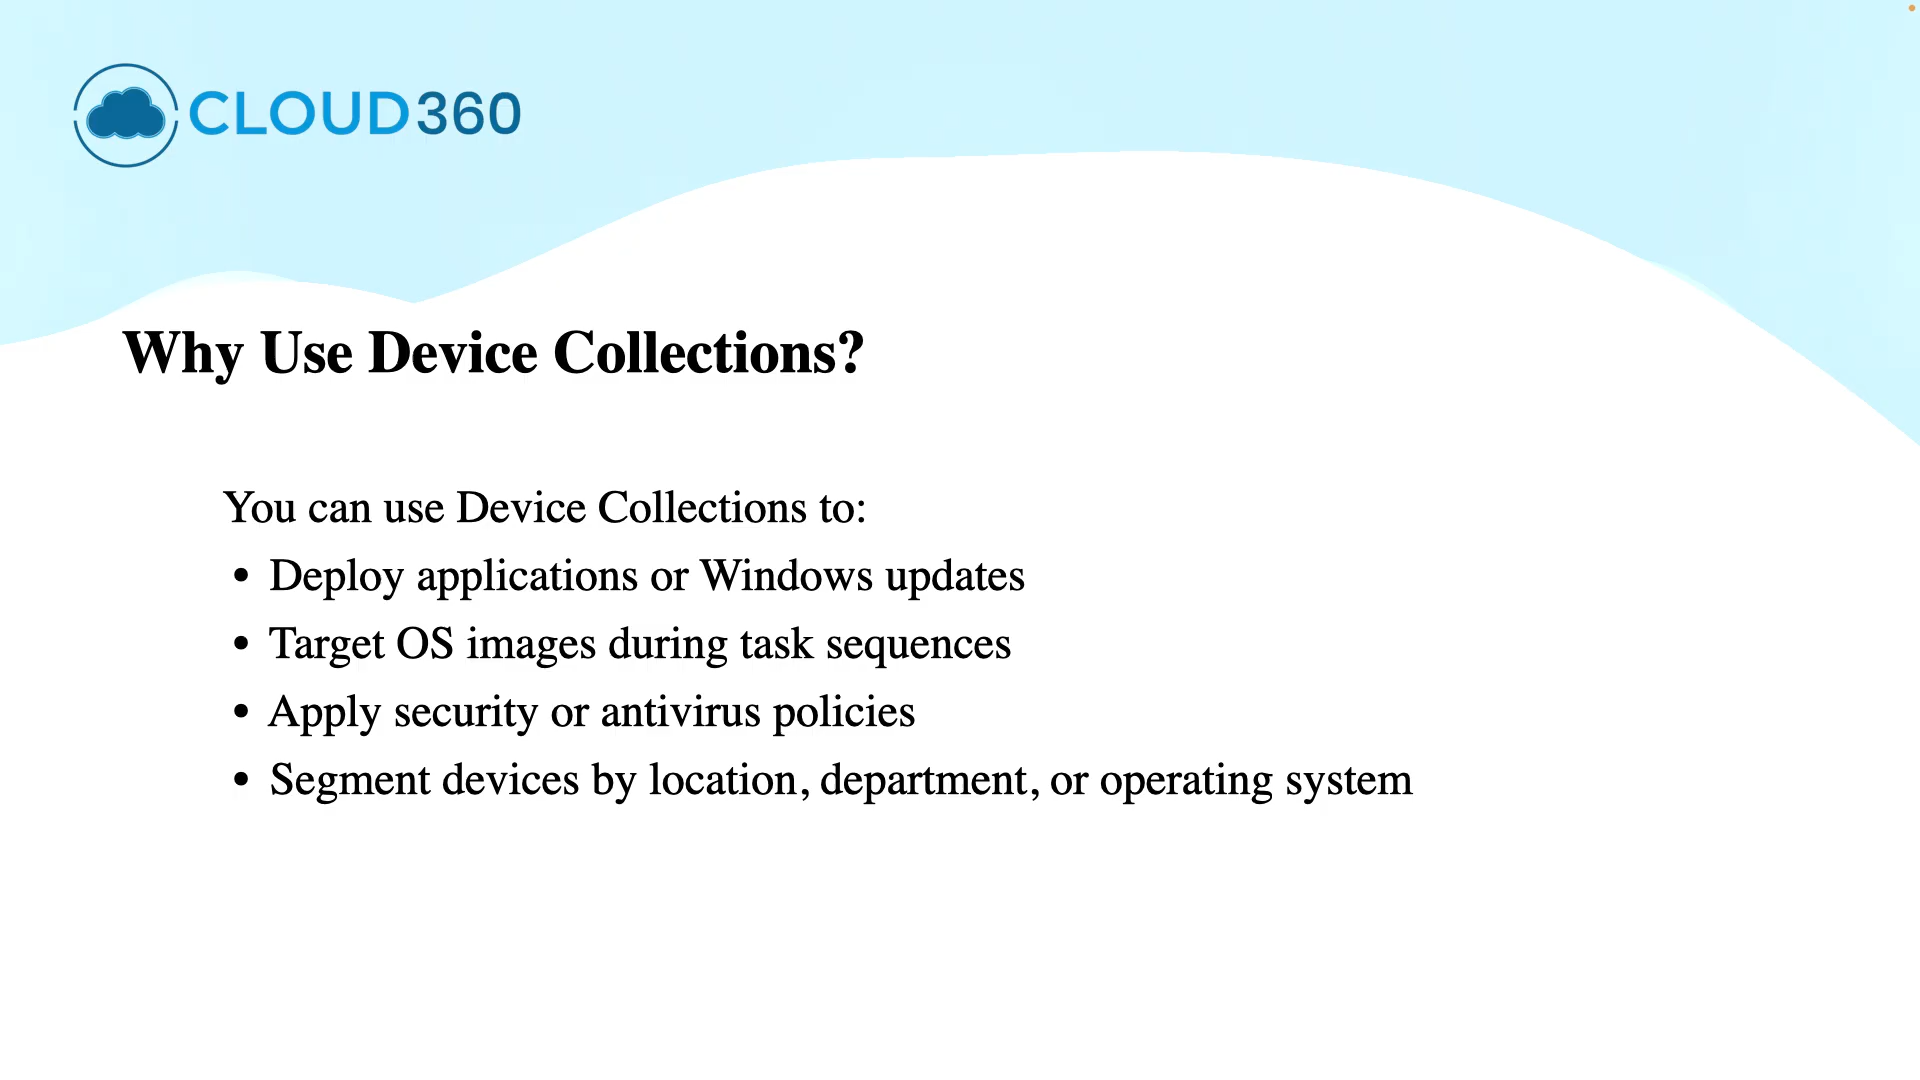 CLOUD360
Why Use Device Collections?
You can use Device Collections to:
• Deploy applications or Windows updates
• Target OS images during task sequences
• Apply security or antivirus policies
• Segment devices by location, department, or operating system